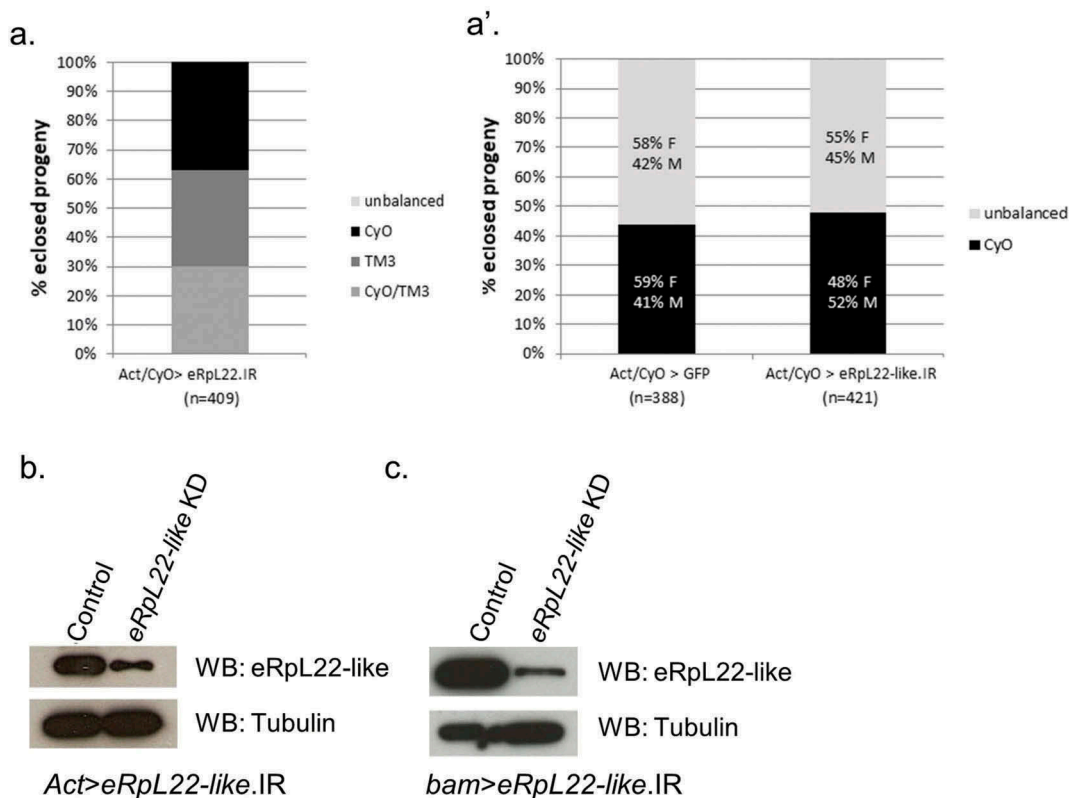 a.
% eclosed progeny
100%
90%
80%
70%
60%
50%
40%
30%
20%
10%
0%
Act/CyO> eRpL22.IR
(n=409)
unbalanced
CyO
TM3
CyO/TM3
a'.
% eclosed progeny
100%
90%
80%
70%
60%
50%
40%
30%
20%
10%
0%
58% F
42% M
59% F
41% M
55% F
45% M
48% F
52% M
Act/CyO > GFP
(n=388)
Act/CyO > eRpL22-like.IR
(n=421)
unbalanced
CyO
b.
Control
eRpL22-like KD
WB: eRpL22-like
WB: Tubulin
Act>eRpL22-like.IR
c.
Control
eRpL22-like KD
WB: eRpL22-like
WB: Tubulin
bam>eRpL22-like.IR